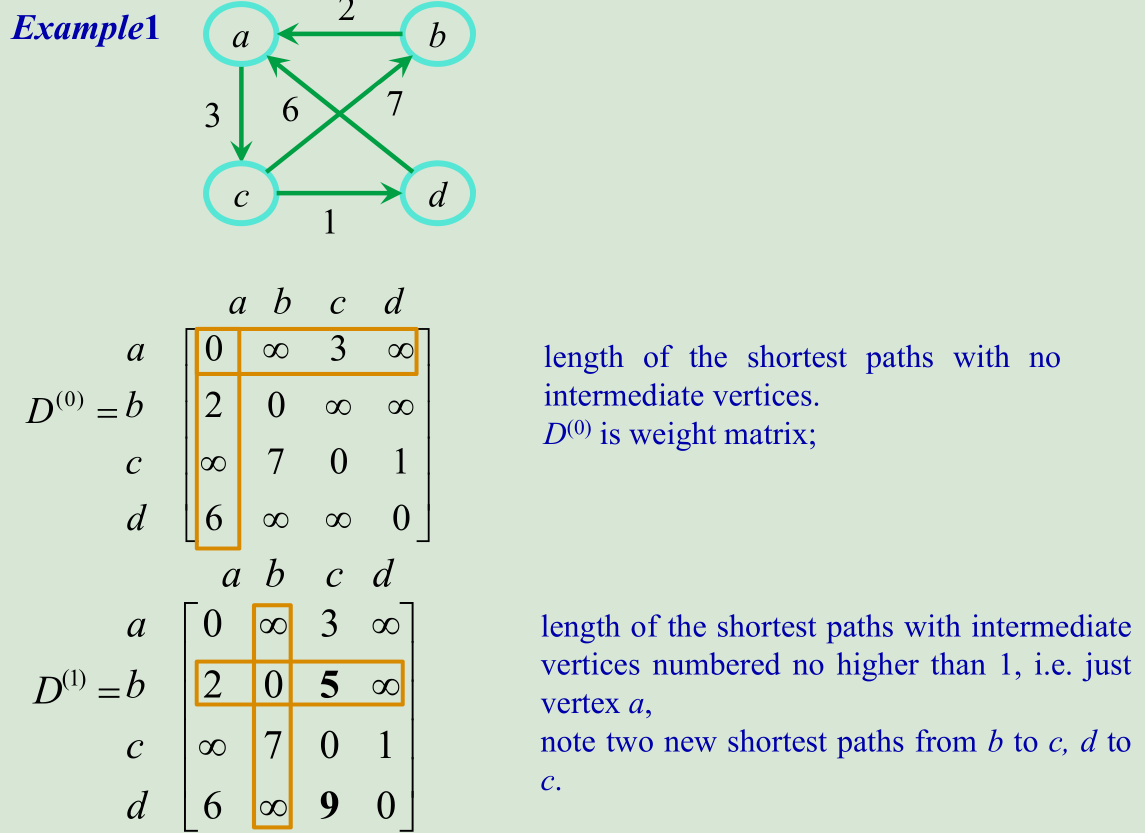 Example1
2
a b
3 6 7
c d
1
a b c d
a 0 ∞ 3 ∞
D(0) = b 2 0 ∞ ∞
c ∞ 7 0 1
d 6 ∞ ∞ 0
length of the shortest paths with no
intermediate vertices.
D(0) is weight matrix;
a b c d
a 0 ∞ 3 ∞
D(1) = b 2 0 5 ∞
c ∞ 7 0 1
d 6 ∞ 9 0
length of the shortest paths with intermediate
vertices numbered no higher than 1, i.e. just
vertex a,
note two new shortest paths from b to c, d to
c.